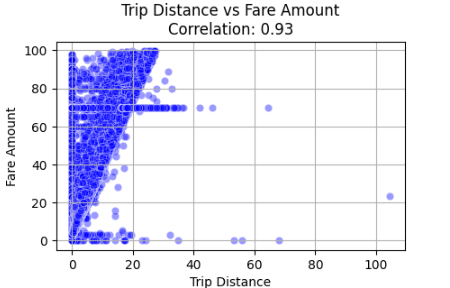 Trip Distance vs Fare Amount
Correlation: 0.93
100
80
60
40
20
0
Fare Amount
0 20 40 60 80 100
Trip Distance